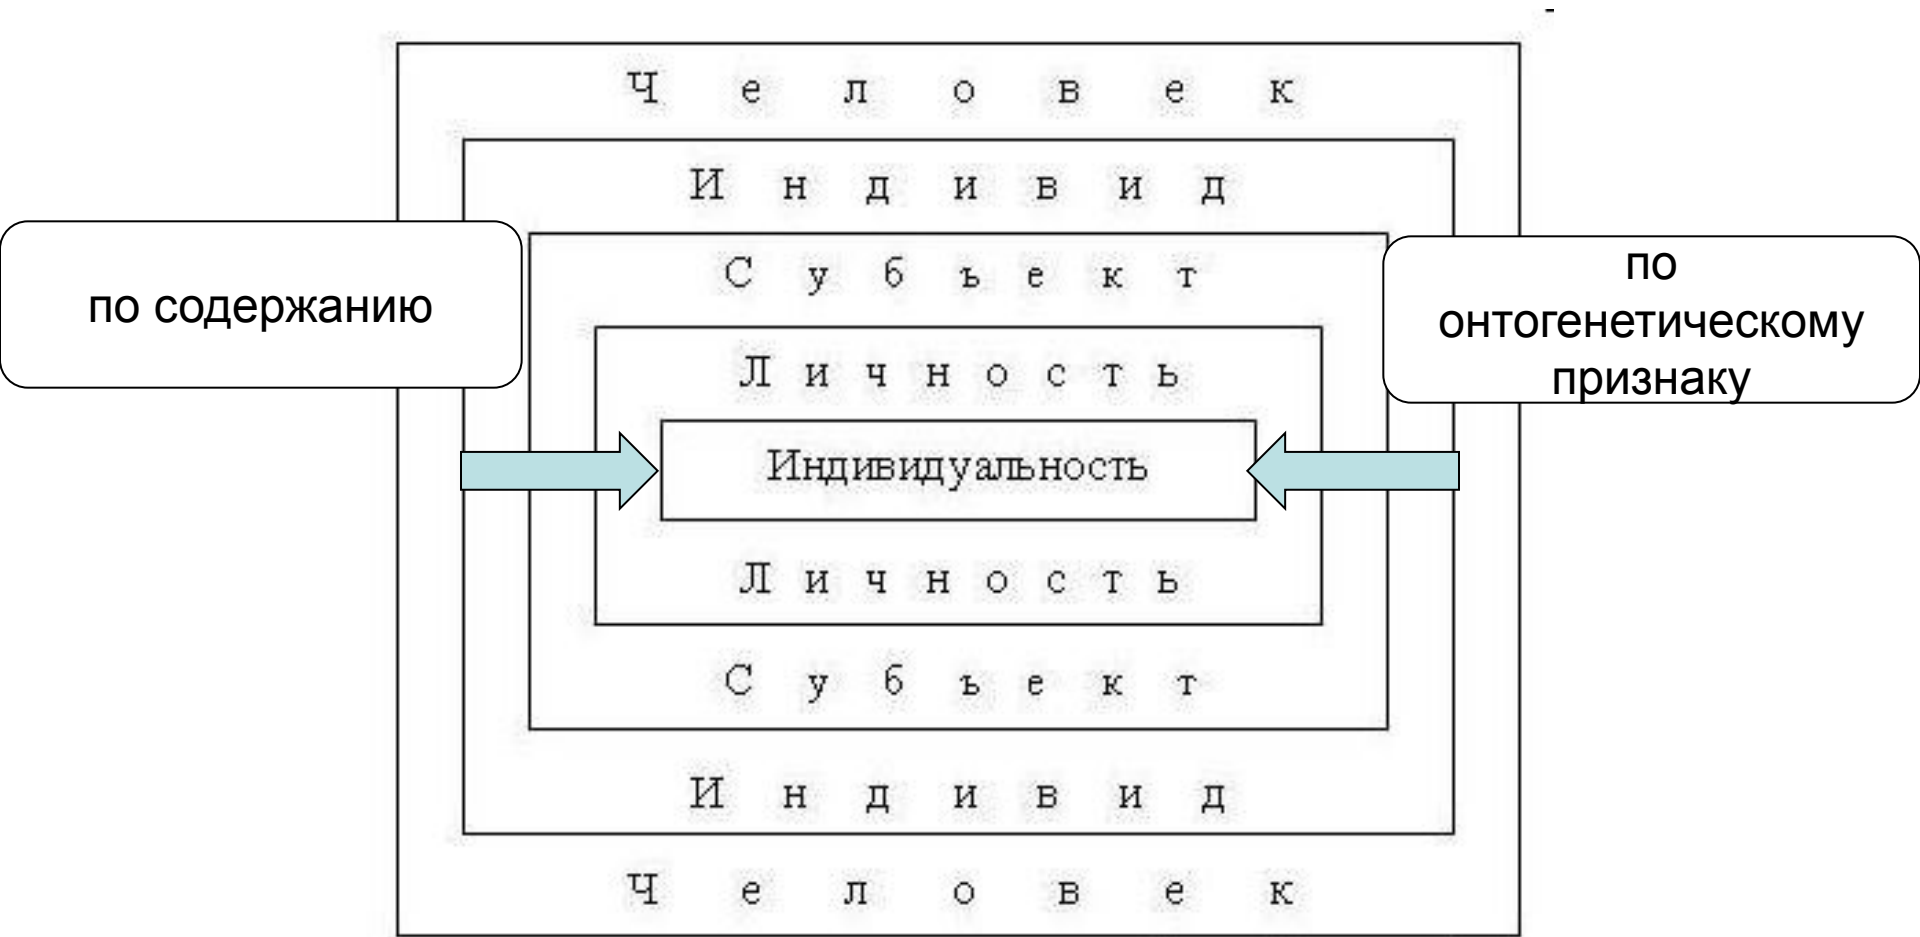 Человек
Индивид
Субъект
по содержанию
по
онтогенетическому
признаку
Личность
Индивидуальность
Личность
Субъект
Индивид
Человек